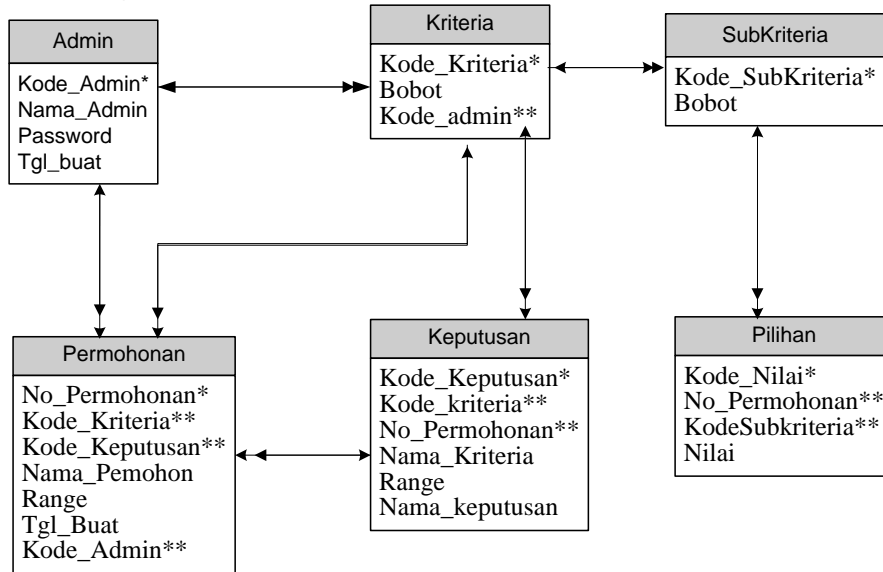 Admin
Kode_Admin*
Nama_Admin
Password
Tgl_buat
Kriteria
Kode_Kriteria*
Bobot
Kode_admin**
SubKriteria
Kode_SubKriteria*
Bobot
Permohonan
No_Permohonan*
Kode_Kriteria**
Kode_Keputusan**
Nama_Pemohon
Range
Tgl_Buat
Kode_Admin**
Keputusan
Kode_Keputusan*
Kode_kriteria**
No_Permohonan**
Nama_Kriteria
Range
Nama_keputusan
Pilihan
Kode_Nilai*
No_Permohonan**
KodeSubkriteria**
Nilai